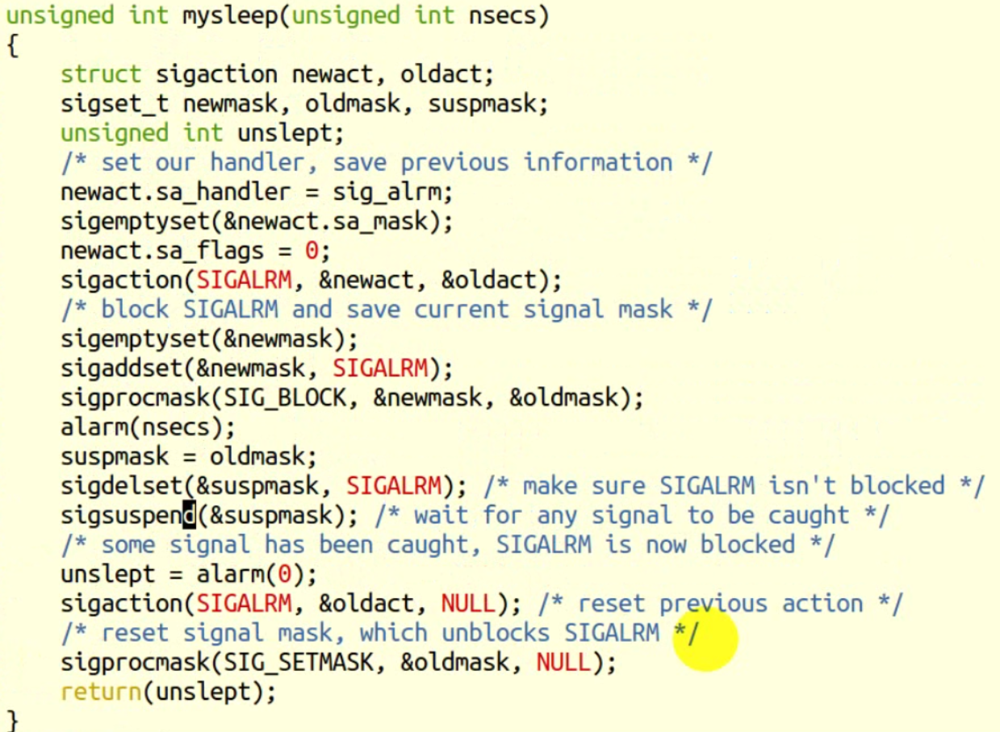 unsigned int mysleep(unsigned int nsecs)
{
    struct sigaction newact, oldact;
    sigset_t newmask, oldmask, suspmask;
    unsigned int unslept;
    /* set our handler, save previous information */
    newact.sa_handler = sig_alrm;
    sigemptyset(&newact.sa_mask);
    newact.sa_flags = 0;
    sigaction(SIGALRM, &newact, &oldact);
    /* block SIGALRM and save current signal mask */
    sigemptyset(&newmask);
    sigaddset(&newmask, SIGALRM);
    sigprocmask(SIG_BLOCK, &newmask, &oldmask);
    alarm(nsecs);
    suspmask = oldmask;
    sigdelset(&suspmask, SIGALRM); /* make sure SIGALRM isn't blocked */
    sigsuspend(&suspmask); /* wait for any signal to be caught */
    /* some signal has been caught, SIGALRM is now blocked */
    unslept = alarm(0);
    sigaction(SIGALRM, &oldact, NULL); /* reset previous action */
    /* reset signal mask, which unblocks SIGALRM */
    sigprocmask(SIG_SETMASK, &oldmask, NULL);
    return(unslept);
}